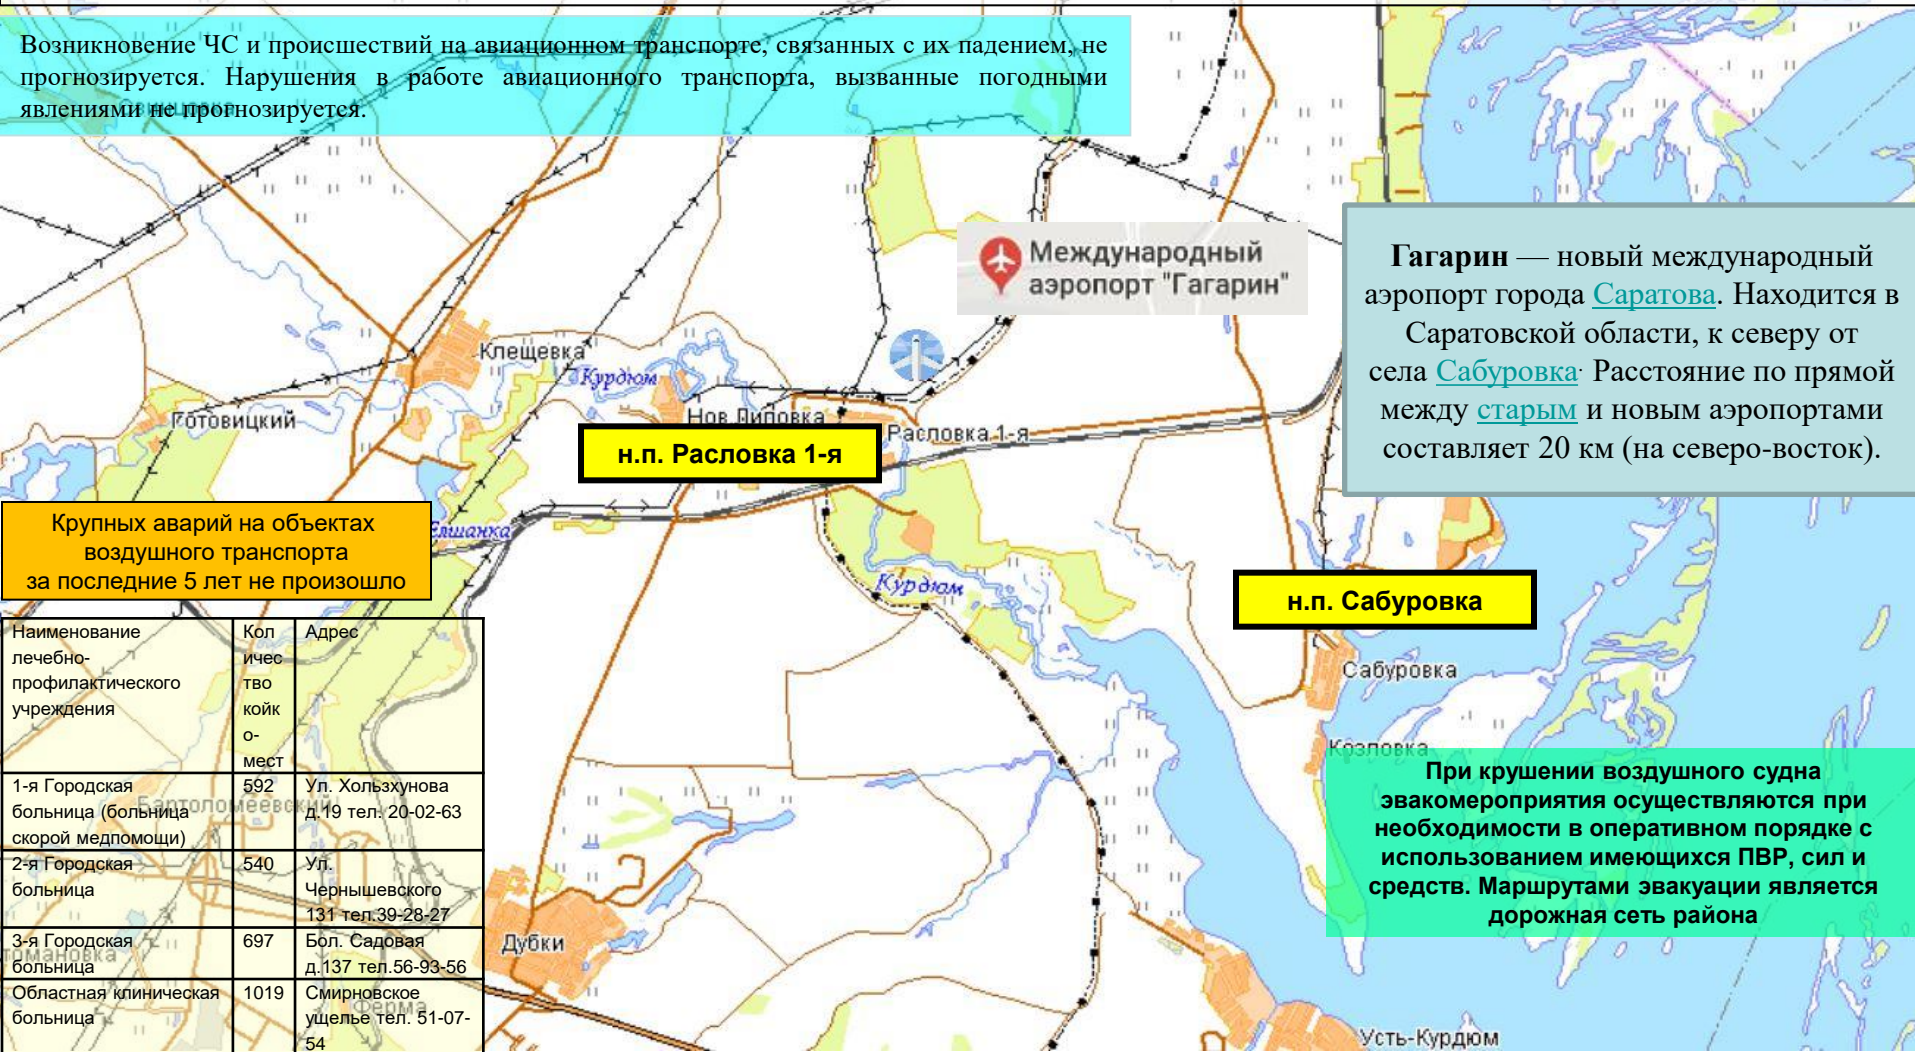 Возникновение ЧС и происшествий на авиационном транспорте, связанных с их падением, не
прогнозируется. Нарушения в работе авиационного транспорта, вызванные погодными
явлениями не прогнозируется.
Международный
аэропорт "Гагарин"
Гагарин — новый международный
аэропорт города Саратова. Находится в
Саратовской области, к северу от
села Сабуровка. Расстояние по прямой
между старым и новым аэропортами
составляет 20 км (на северо-восток).
Клещевка
Курдюм
Готовицкий
Нов.Липовка
Расловка 1-я
н.п. Расловка 1-я
Крупных аварий на объектах
воздушного транспорта
за последние 5 лет не произошло
Елшанка
Курдюм
н.п. Сабуровка
Сабуровка
Козловка
Наименование
лечебно-
профилактического
учреждения
Кол
ичес
тво
койк
о-
мест
Адрес
1-я Городская
больница (больница
скорой медпомощи)
592
Ул. Хользхунова
д.19 тел. 20-02-63
Бартоломеевский
2-я Городская
больница
540
Ул.
Чернышевского
131 тел.39-28-27
3-я Городская
больница
697
Бол. Садовая
д.137 тел.56-93-56
Областная клиническая
больница
1019
Смирновское
ущелье тел. 51-07-
54
Ферма
Дубки
При крушении воздушного судна
эвакомероприятия осуществляются при
необходимости в оперативном порядке с
использованием имеющихся ПВР, сил и
средств. Маршрутами эвакуации является
дорожная сеть района
Усть-Курдюм